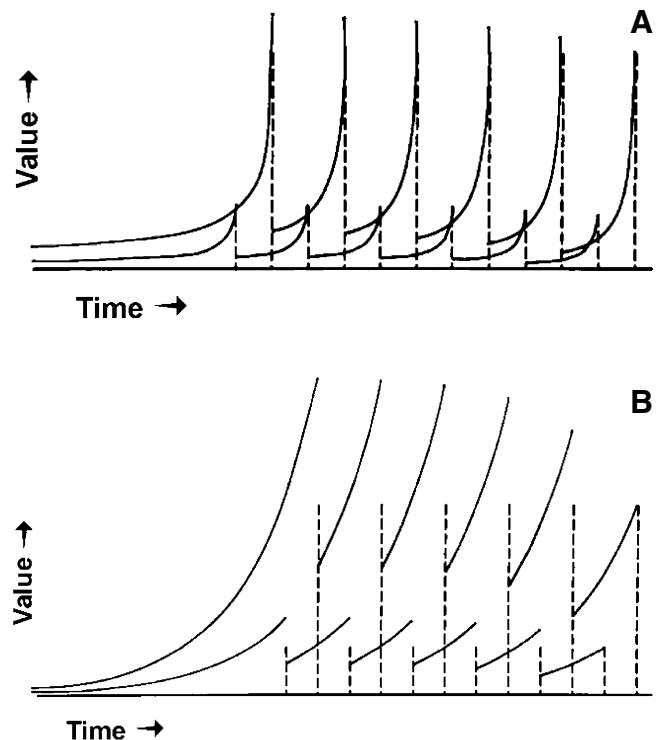 A
Value →
Time →
B
Value →
Time →